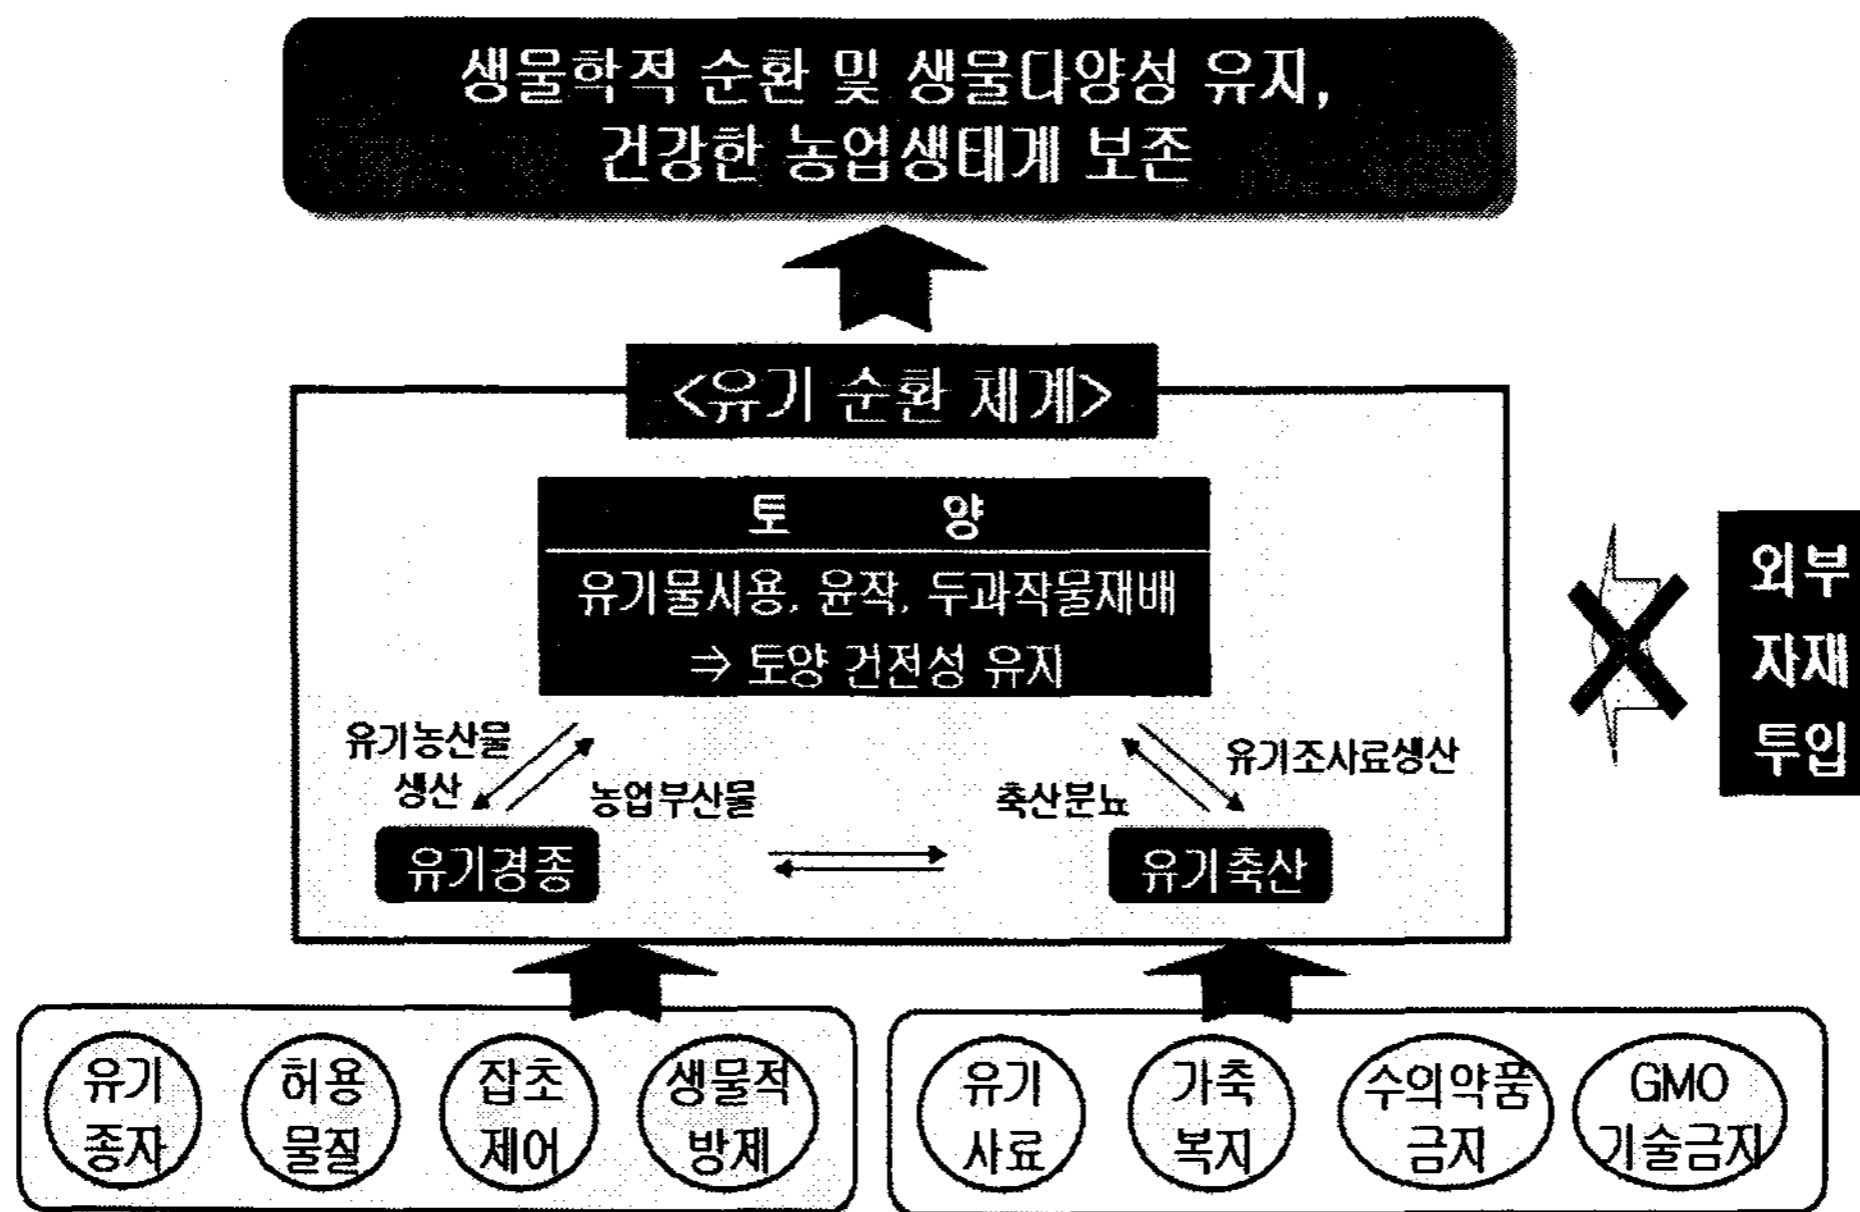 생물학적 순환 및 생물다양성 유지,
건강한 농업생태계 보존
<유기 순환 체계>
토 양
유기물시용, 윤작, 두과작물재배
⇒ 토양 건전성 유지
외부
자재
투입
유기농산물
생산
농업부산물
축산분뇨
유기조사료생산
유기경종
유기축산
유기
종자
허용
물질
잡초
제어
생물적
방제
유기
사료
가축
복지
수의약품
금지
GMO
기술금지